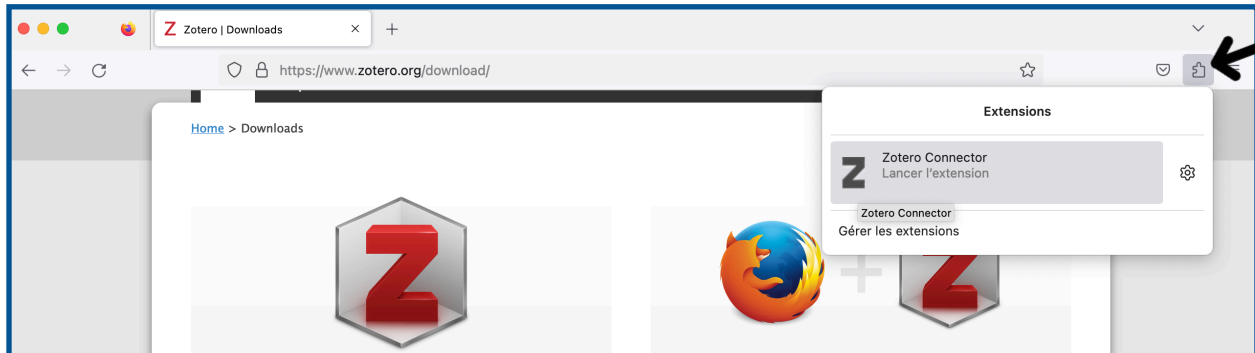 Zotero | Downloads
https://www.zotero.org/download/
Home > Downloads
Extensions
Zotero Connector
Lancer l'extension
Zotero Connector
Gérer les extensions